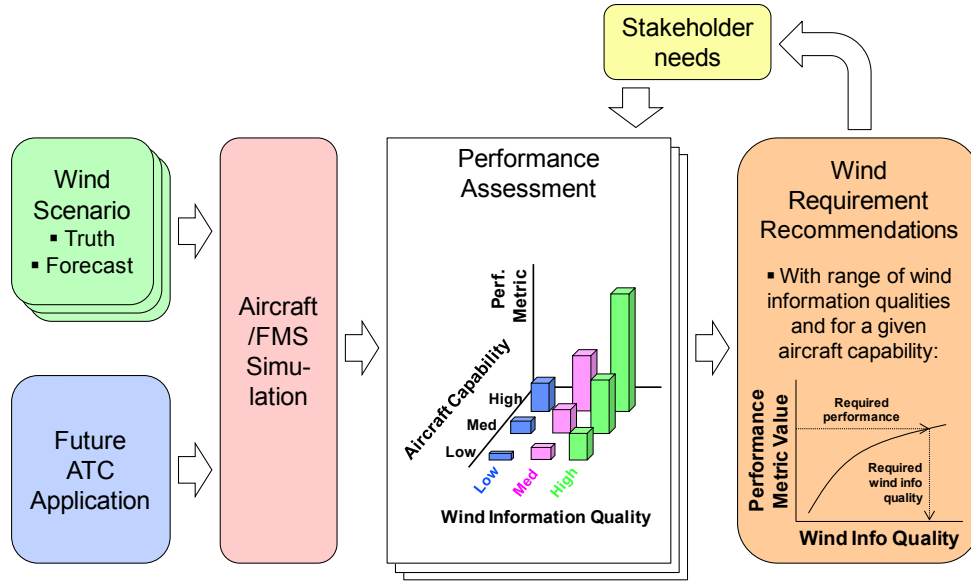 Stakeholder
needs
Wind
Scenario
▪ Truth
▪ Forecast
Future
ATC
Application
Aircraft
/FMS
Simu-
lation
Performance
Assessment
Perf.
Metric
Aircraft Capability
High
Med
Low
Low
Med
High
Wind Information Quality
Wind
Requirement
Recommendations
▪ With range of wind
information qualities
and for a given
aircraft capability:
Performance
Metric Value
Required
performance
Required
wind info
quality
Wind Info Quality